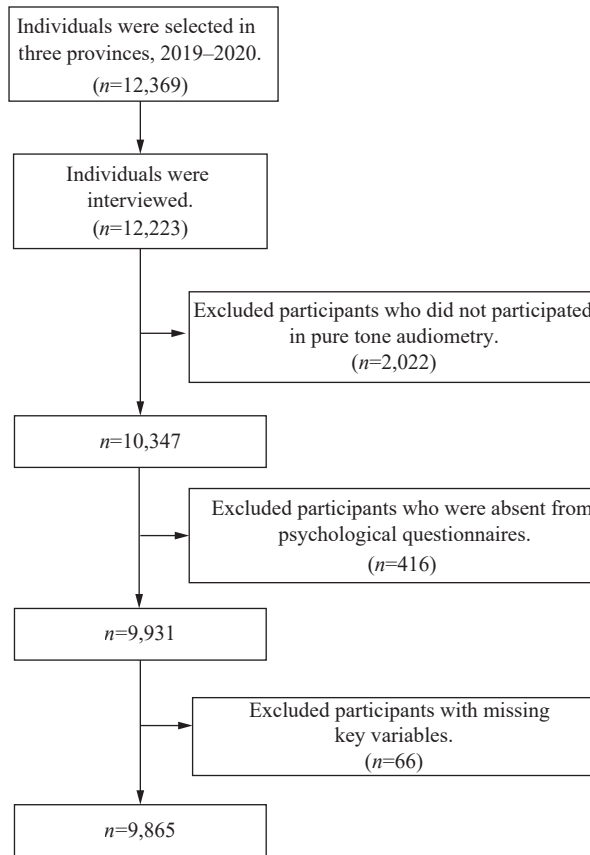 Individuals were selected in
three provinces, 2019–2020.
(n=12,369)
Individuals were
interviewed.
(n=12,223)
Excluded participants who did not participated
in pure tone audiometry.
(n=2,022)
n=10,347
Excluded participants who were absent from
psychological questionnaires.
(n=416)
n=9,931
Excluded participants with missing
key variables.
(n=66)
n=9,865